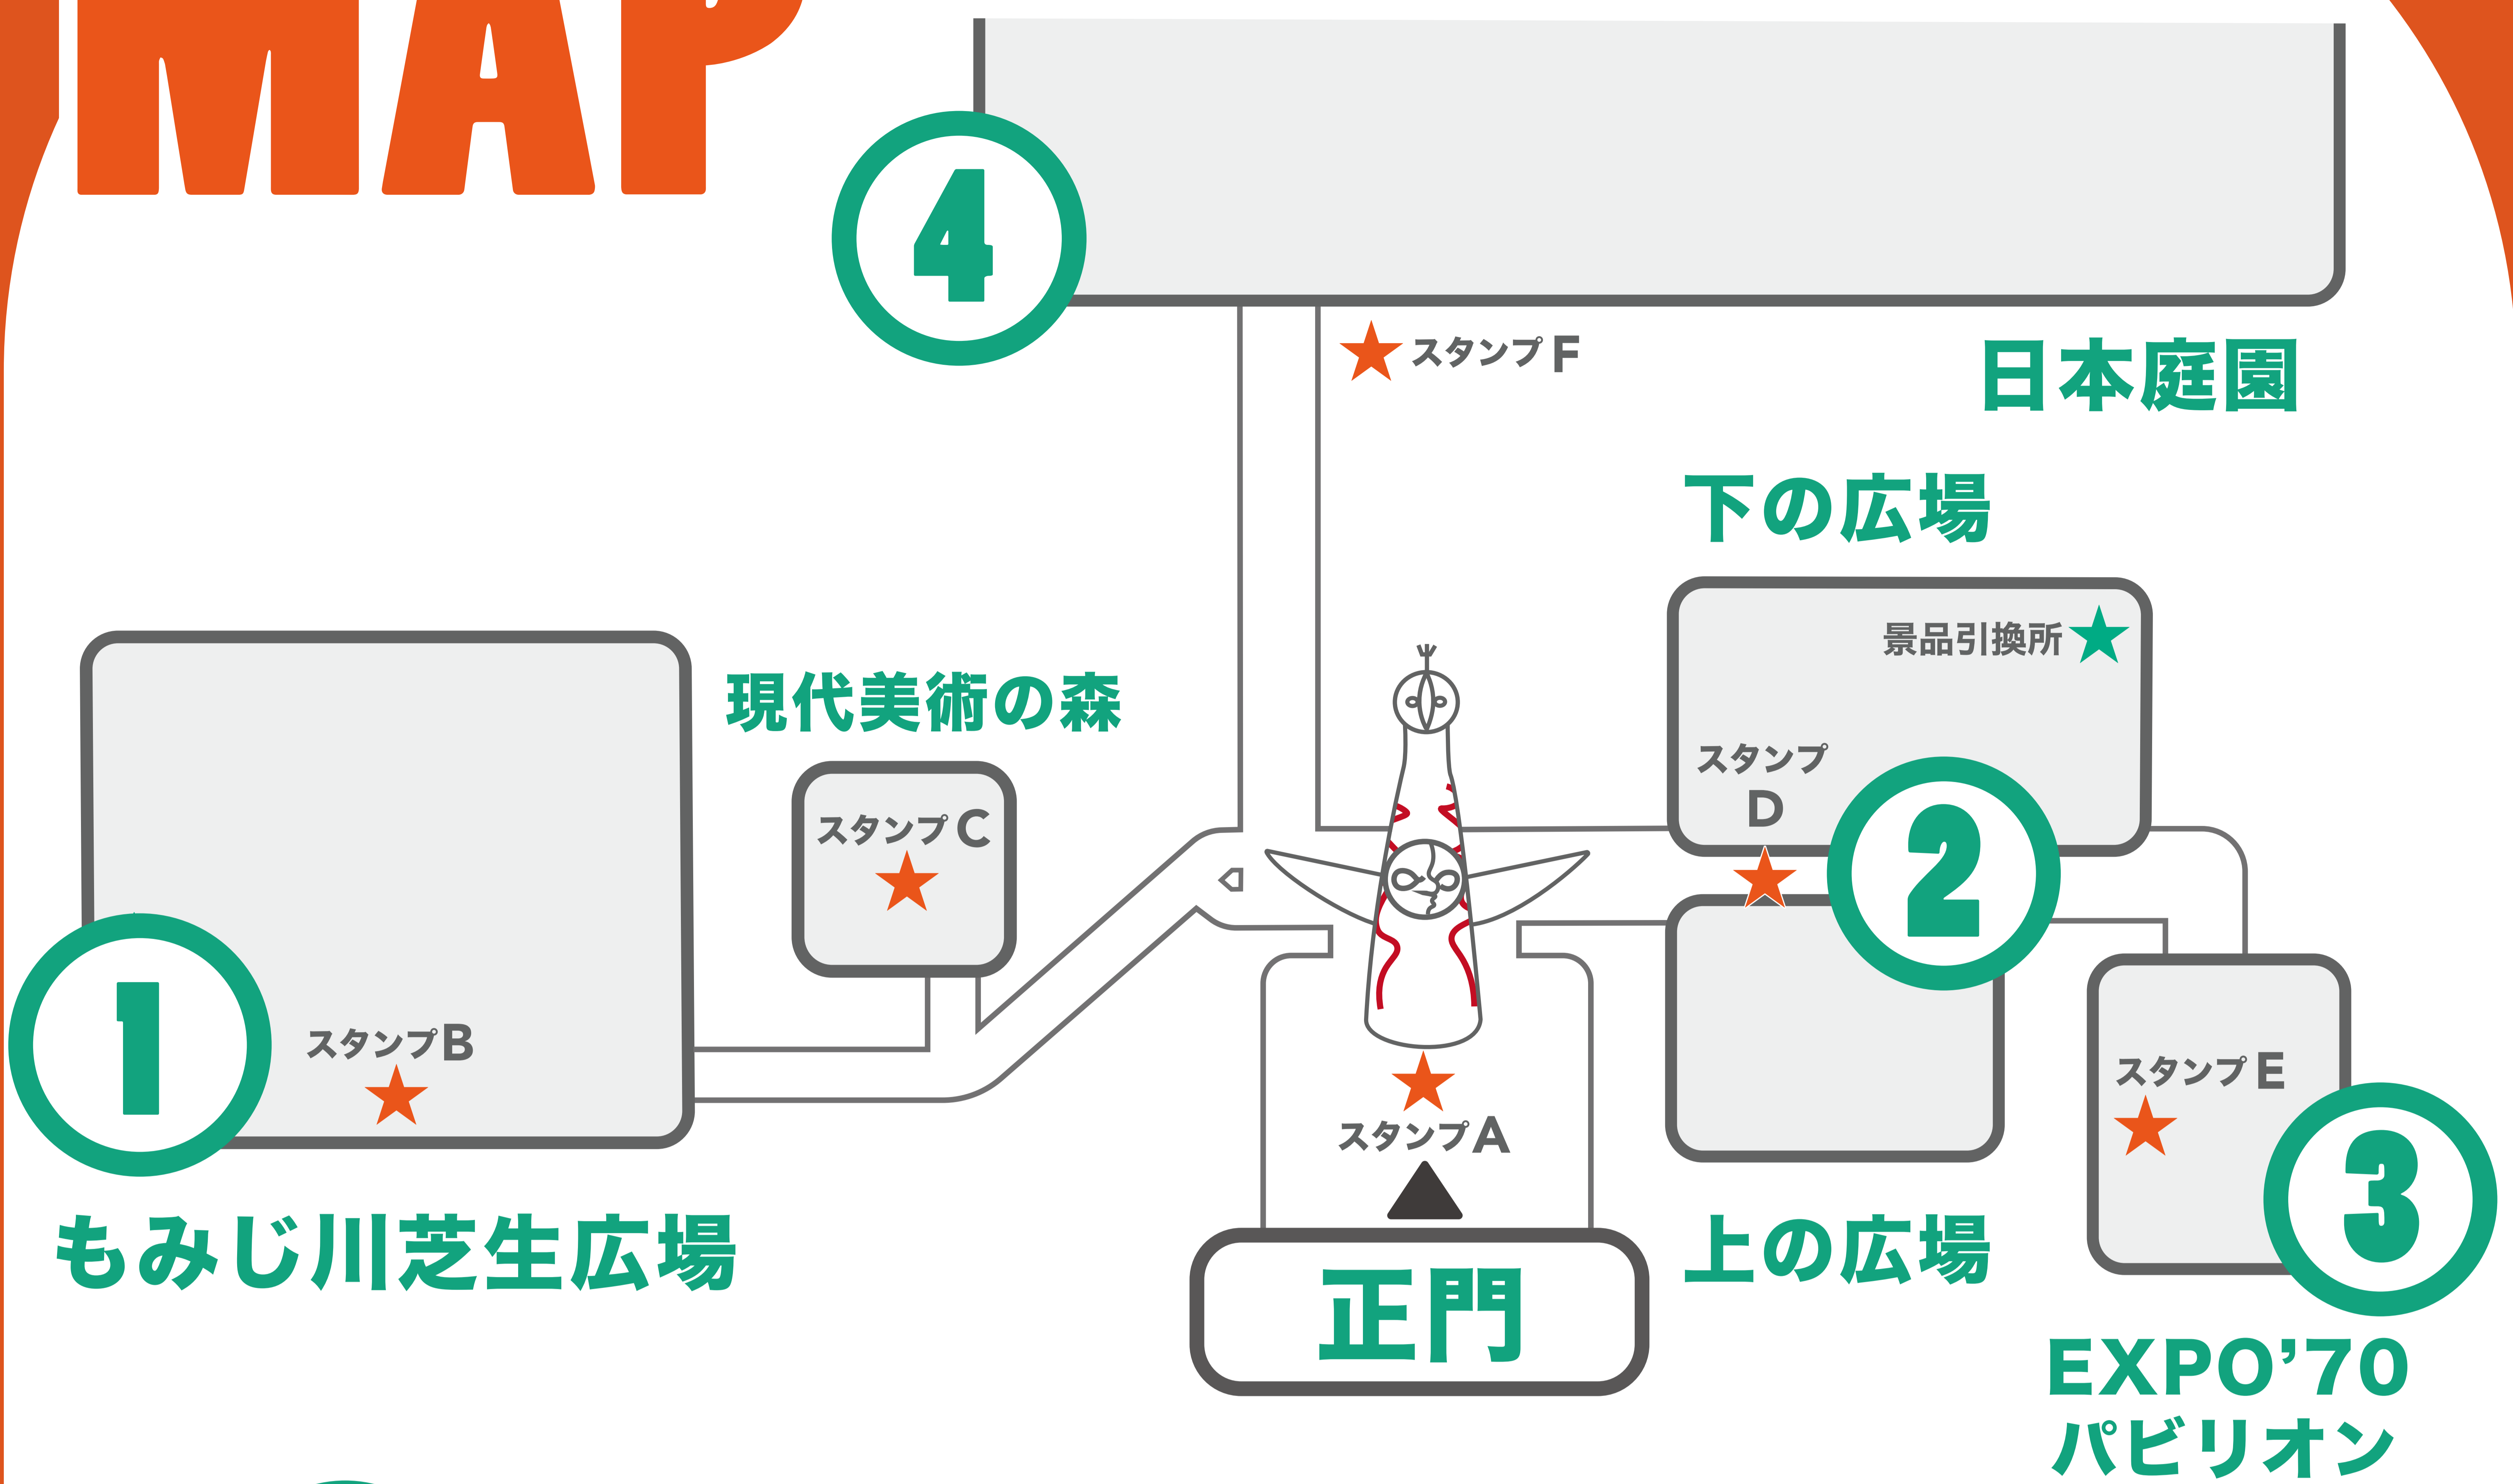 MAP
4
スタンプF
日本庭園
下の広場
景品引換所
現代美術の森
スタンプ
D
2
スタンプC
1
スタンプB
スタンプE
スタンプA
3
もみじ川芝生広場
上の広場
正門
EXPO’70
パビリオン